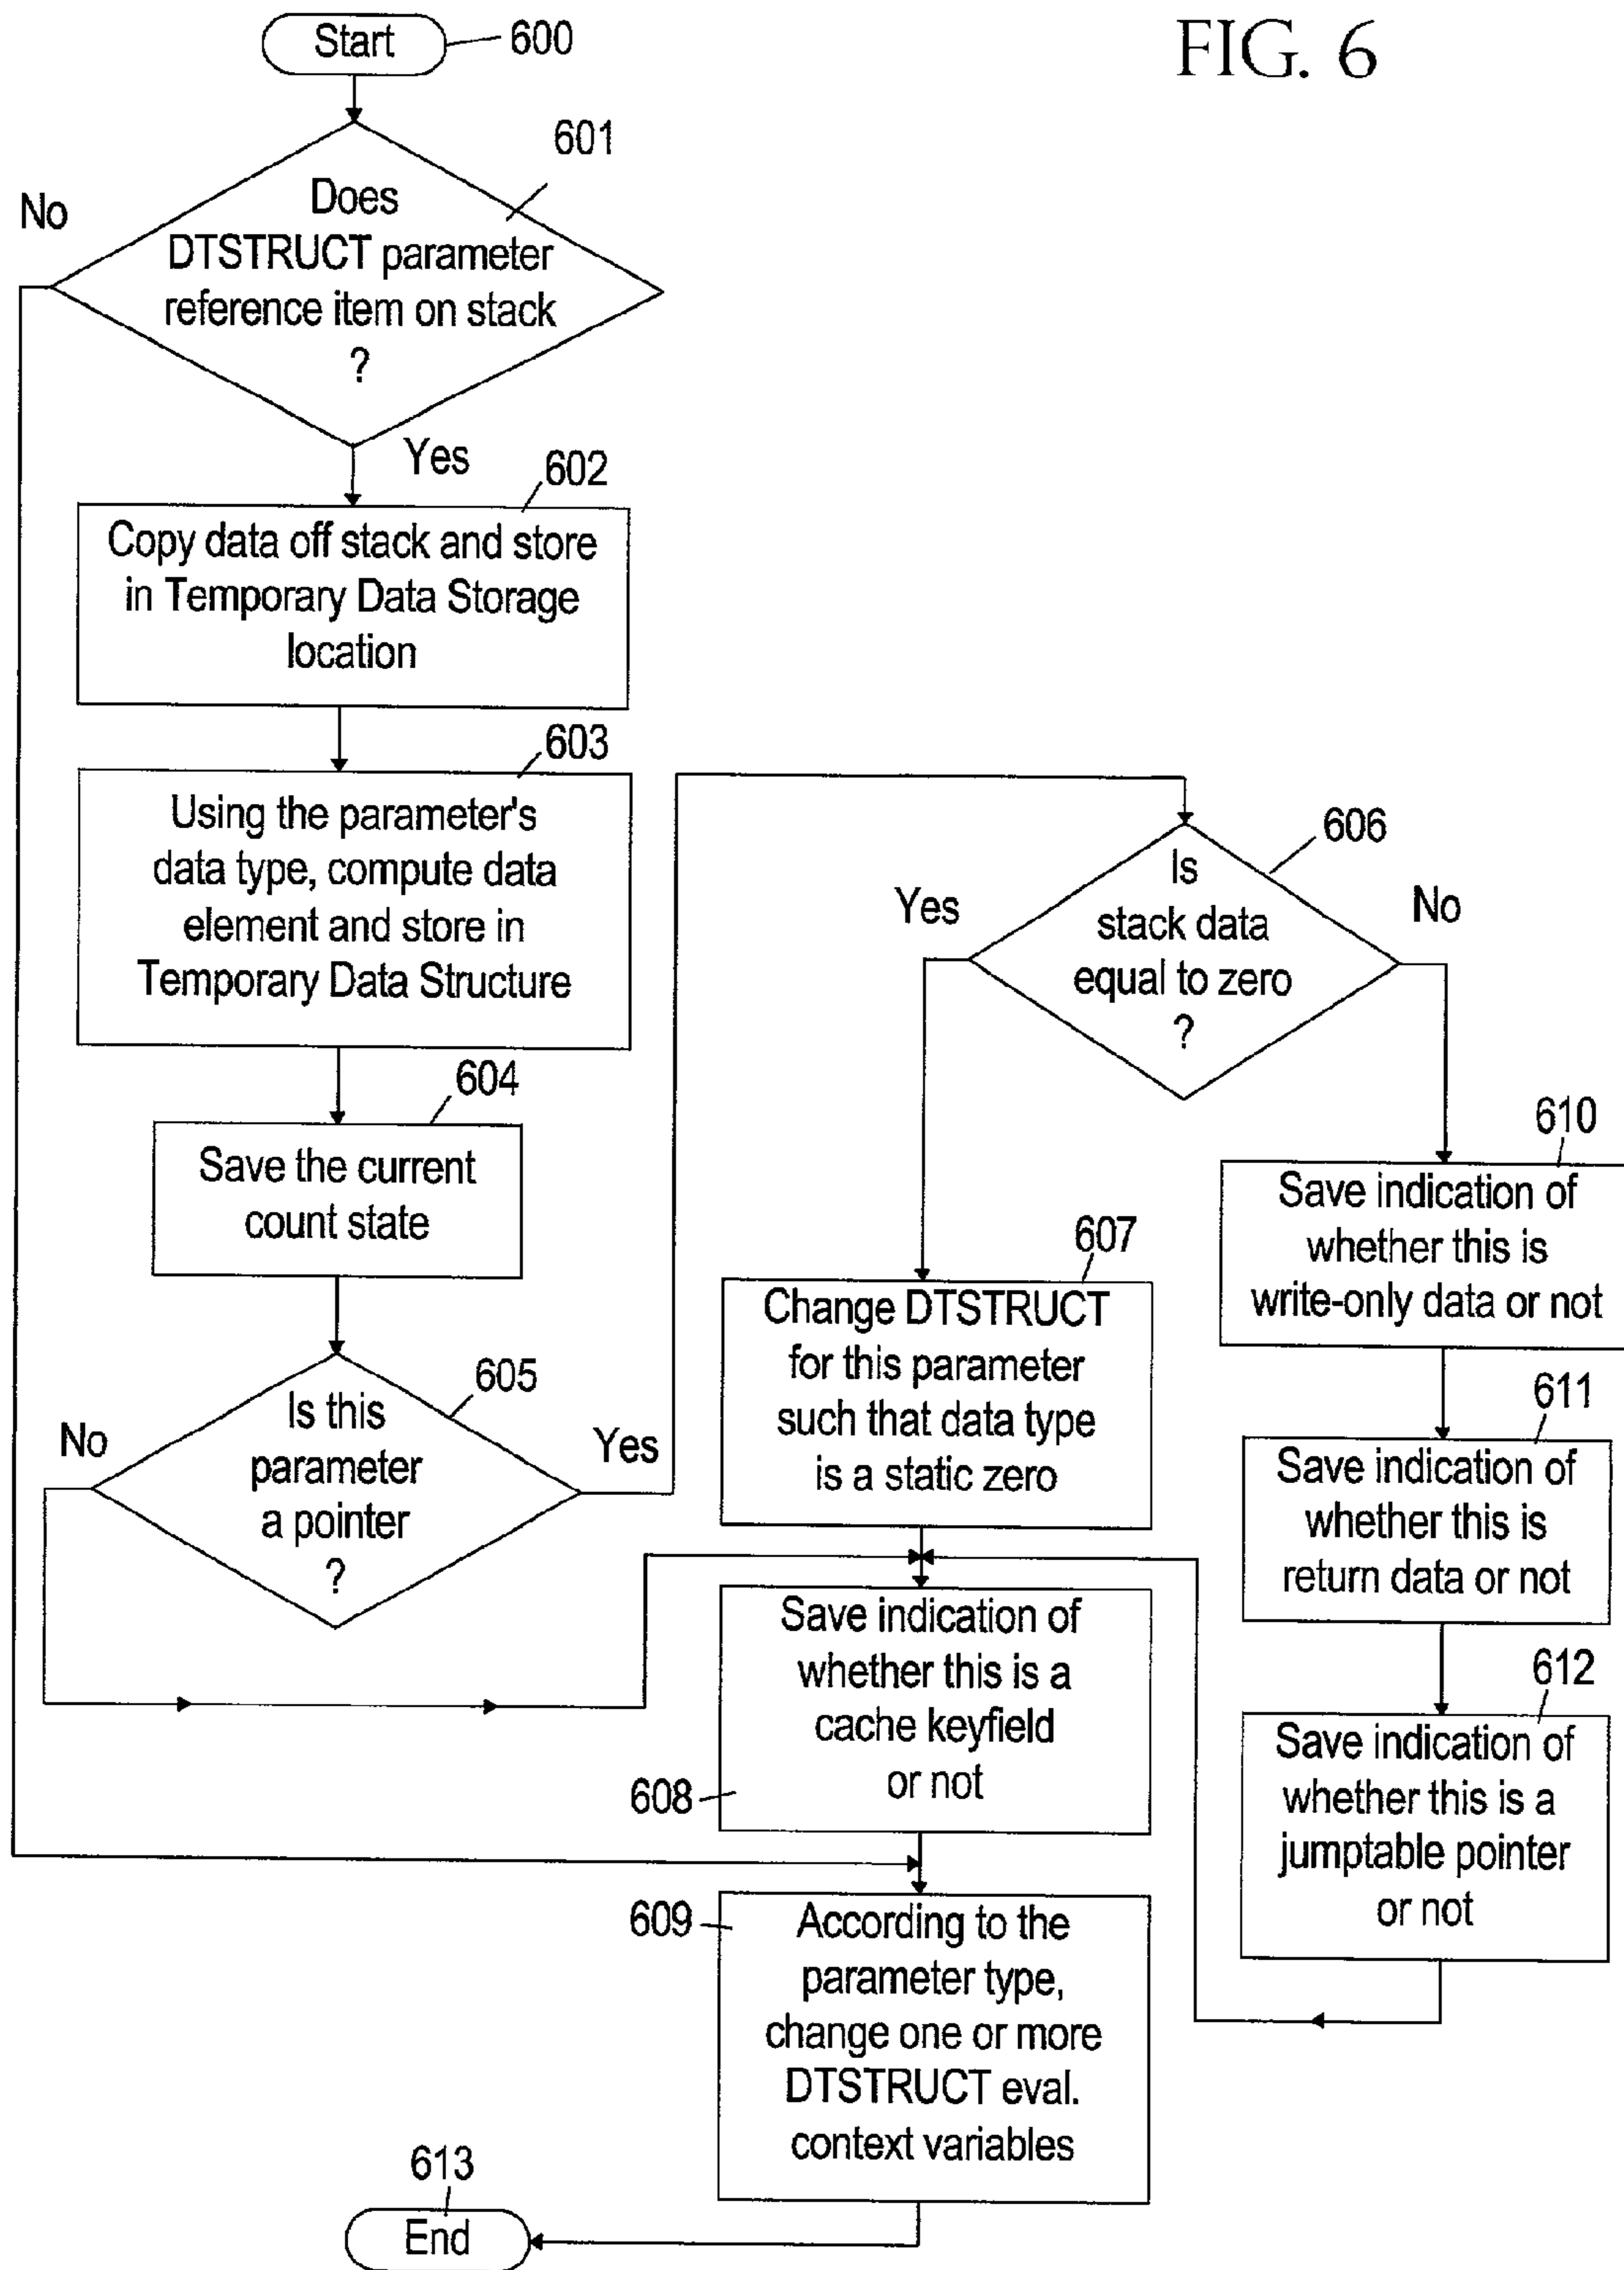 FIG. 6
Start
600
601
No
Does
DTSTRUCT parameter
reference item on stack
?
Yes
602
Copy data off stack and store
in Temporary Data Storage
location
603
Using the parameter's
data type, compute data
element and store in
Temporary Data Structure
604
Save the current
count state
605
Is this
parameter
a pointer
?
No
Yes
606
Is
stack data
equal to zero
?
Yes
No
607
Change DTSTRUCT
for this parameter
such that data type
is a static zero
608
Save indication of
whether this is a
cache keyfield
or not
609
According to the
parameter type,
change one or more
DTSTRUCT eval.
context variables
610
Save indication of
whether this is
write-only data or not
611
Save indication of
whether this is
return data or not
612
Save indication of
whether this is a
jumptable pointer
or not
613
End